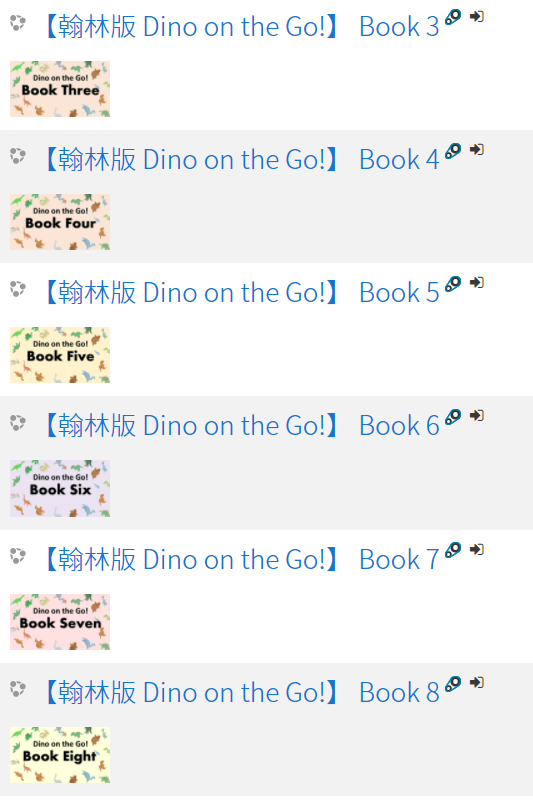 【翰林版 Dino on the Go!】 Book 3
Dino on the Go!
Book Three
【翰林版 Dino on the Go!】 Book 4
Dino on the Go!
Book Four
【翰林版 Dino on the Go!】 Book 5
Dino on the Go!
Book Five
【翰林版 Dino on the Go!】 Book 6
Dino on the Go!
Book Six
【翰林版 Dino on the Go!】 Book 7
Dino on the Go!
Book Seven
【翰林版 Dino on the Go!】 Book 8
Dino on the Go!
Book Eight